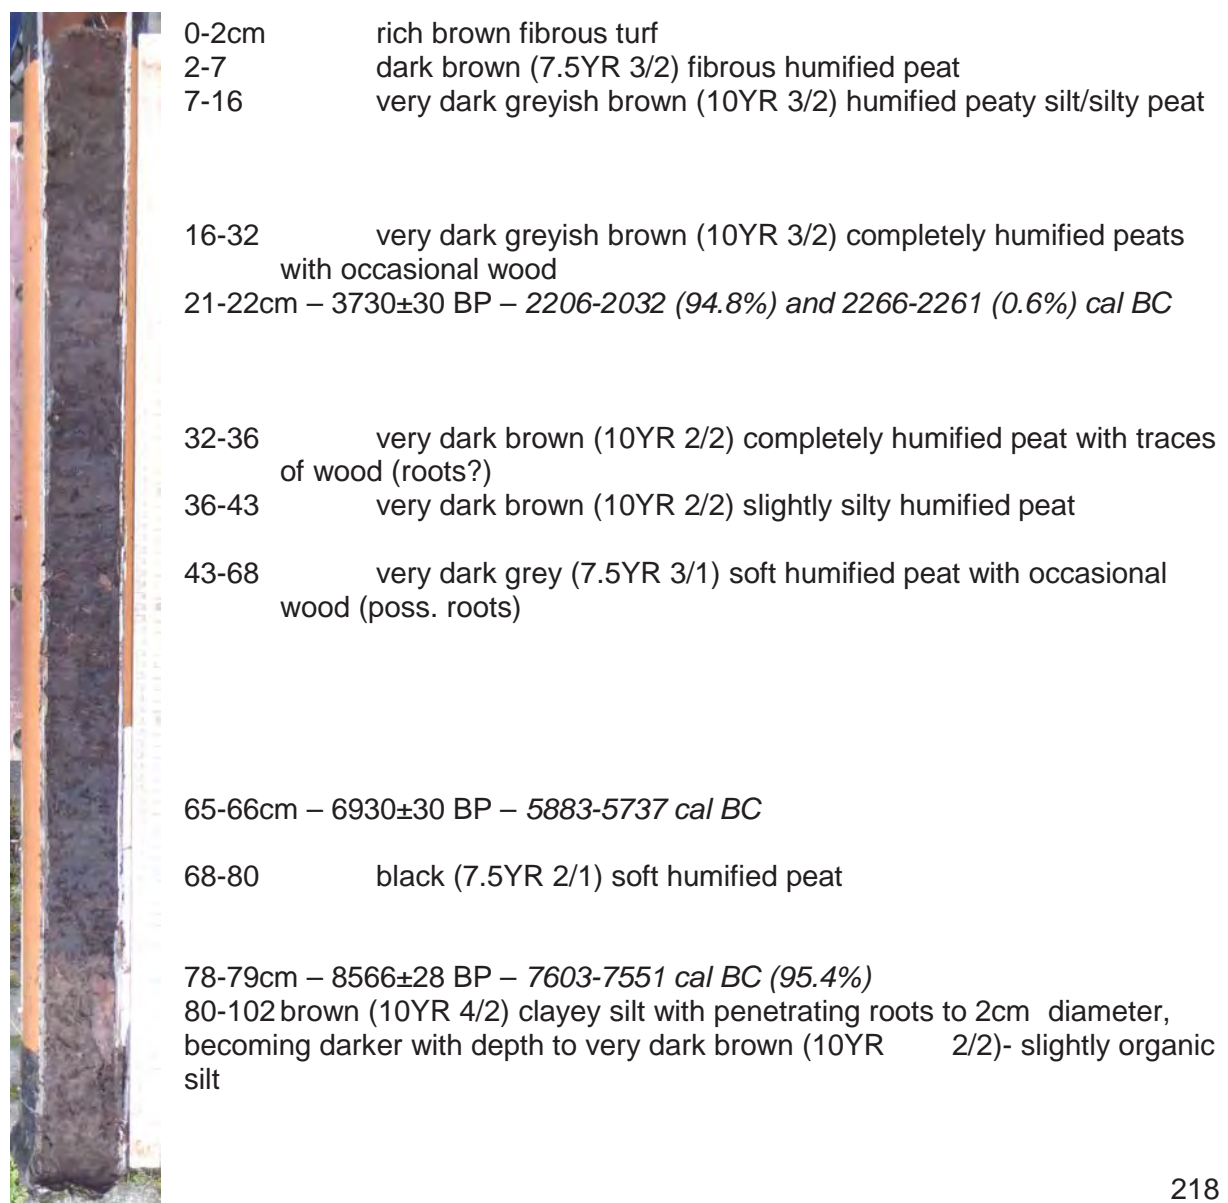 0-2cm rich brown fibrous turf
2-7 dark brown (7.5YR 3/2) fibrous humified peat
7-16 very dark greyish brown (10YR 3/2) humified peaty silt/silty peat
16-32 very dark greyish brown (10YR 3/2) completely humified peats
with occasional wood
21-22cm – 3730±30 BP – 2206-2032 (94.8%) and 2266-2261 (0.6%) cal BC
32-36 very dark brown (10YR 2/2) completely humified peat with traces
of wood (roots?)
36-43 very dark brown (10YR 2/2) slightly silty humified peat
43-68 very dark grey (7.5YR 3/1) soft humified peat with occasional
wood (poss. roots)
65-66cm – 6930±30 BP – 5883-5737 cal BC
68-80 black (7.5YR 2/1) soft humified peat
78-79cm – 8566±28 BP – 7603-7551 cal BC (95.4%)
80-102 brown (10YR 4/2) clayey silt with penetrating roots to 2cm diameter,
becoming darker with depth to very dark brown (10YR 2/2)- slightly organic
silt
218